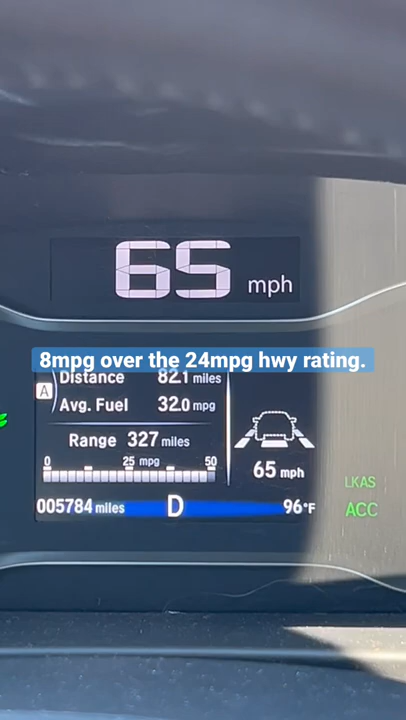 65 mph
8mpg over the 24mpg hwy rating.
A
Distance 82.1 miles
Avg. Fuel 32.0 mpg
Range 327 miles
0 25 mpg 50
65 mph
LKAS
005784 miles D 96°F
ACC